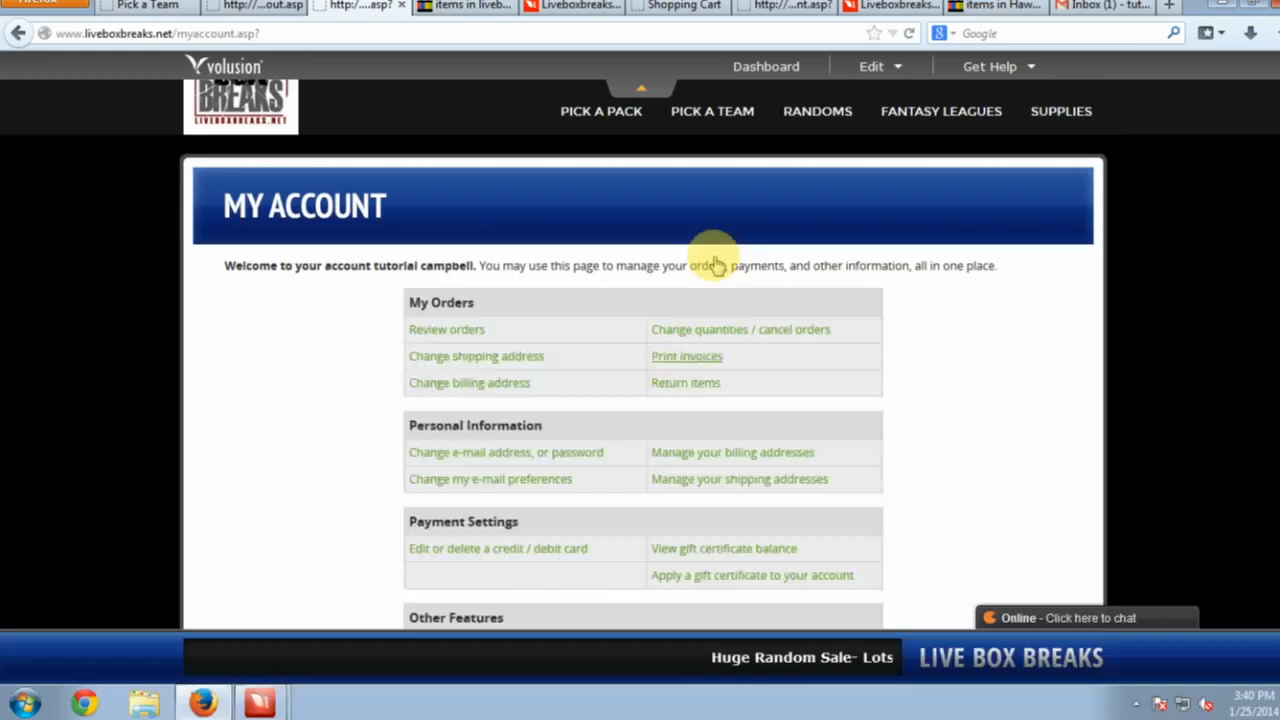 Firefox
Pick a Team
http://...out.asp
http:/....asp?
items in liveb...
Liveboxbreaks...
Shopping Cart
http://...nt.asp?
Liveboxbreaks...
items in Haw...
Inbox (1) - tut...
www.liveboxbreaks.net/myaccount.asp?
Google
volusion
Dashboard
Edit
Get Help
BREAKS
LIVEBOXBREAKS.NET
PICK A PACK
PICK A TEAM
RANDOMS
FANTASY LEAGUES
SUPPLIES
MY ACCOUNT
Welcome to your account tutorial campbell. You may use this page to manage your orders, payments, and other information, all in one place.
My Orders
Review orders
Change quantities / cancel orders
Change shipping address
Print invoices
Change billing address
Return items
Personal Information
Change e-mail address, or password
Manage your billing addresses
Change my e-mail preferences
Manage your shipping addresses
Payment Settings
Edit or delete a credit / debit card
View gift certificate balance
Apply a gift certificate to your account
Other Features
Online - Click here to chat
Huge Random Sale- Lots
LIVE BOX BREAKS
3:40 PM
1/25/2014